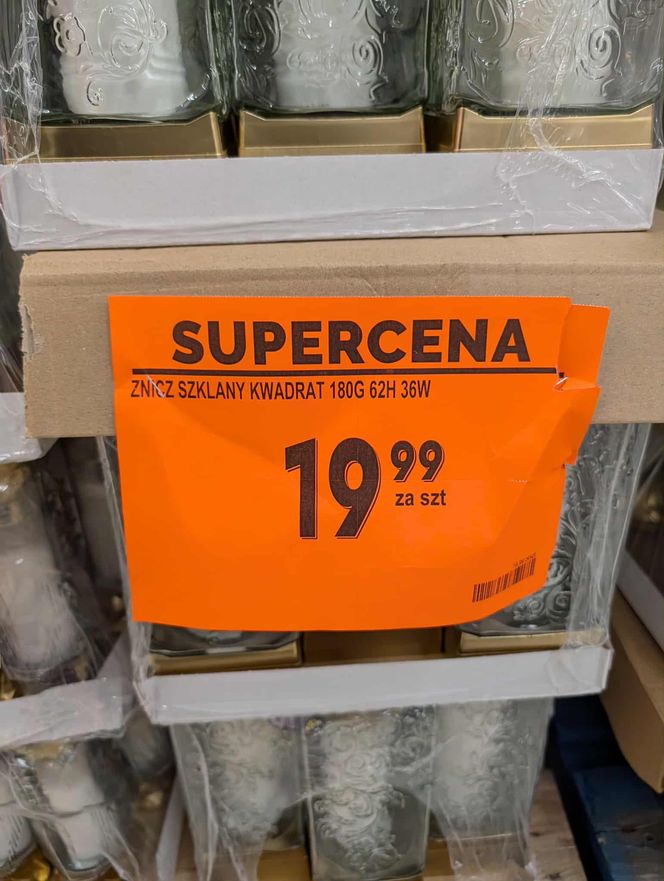 SUPERCENA
ZNICZ SZKLANY KWADRAT 180G 62H 36W
19 99
za szt